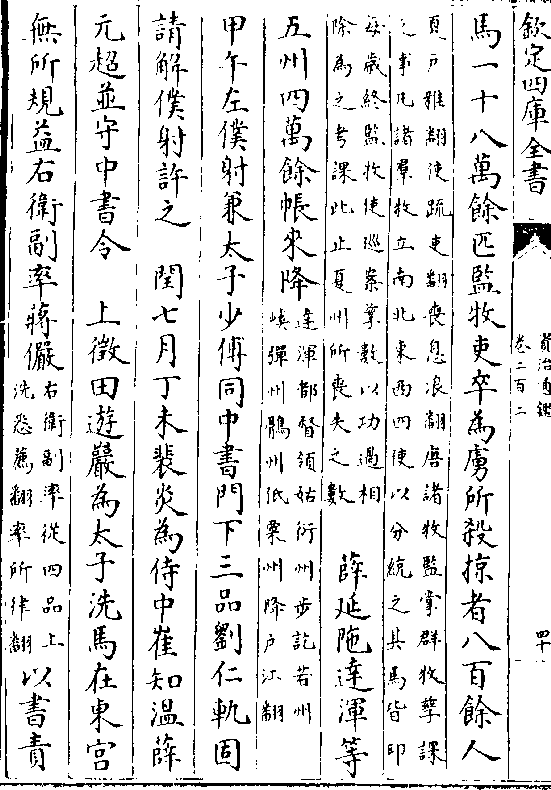 欽定四庫全書
資治通鑑
卷二百二
四十
馬一十八萬餘匹監牧吏卒為虜所殺掠者八百餘人
夏戸雅翻使疏吏翻喪息浪翻唐諸牧監掌群牧孳課
之事凡諸羣牧立南北東西四使以分統之其馬皆印
每歲終監牧使巡案孳數以功過相
除為之考課此止夏州所喪失之數
薛延陁達渾等
五州四萬餘帳來降
達渾都督領姑衍州步訖若州
嵠彈州鶻州低粟州降戸江翻
甲午左僕射兼太子少傅同中書門下三品劉仁軌固
請解僕射許之　閏七月丁未裴炎為侍中崔知溫薛
元超並守中書令　上徵田遊巖為太子洗馬在東宮
無所規益右衛副率蔣儼
右衛副率從四品上
洗悉薦翻率所律翻
以書責